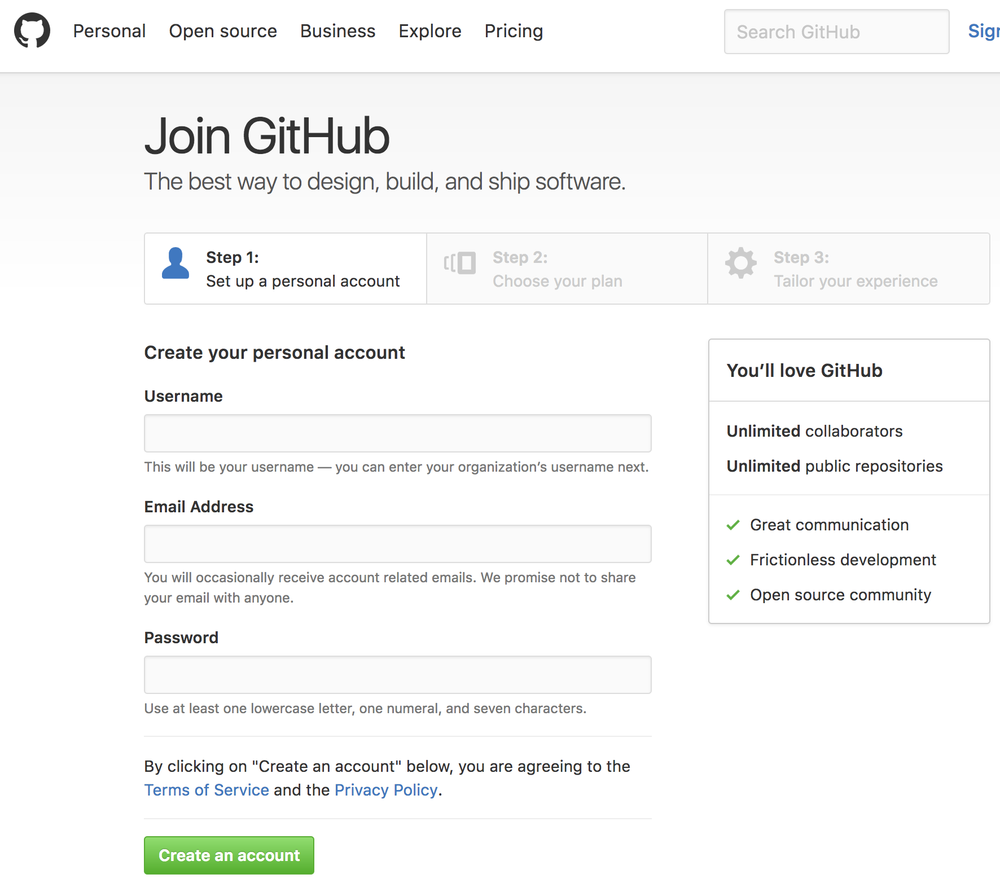 Personal Open source Business Explore Pricing Search GitHub
Join GitHub
The best way to design, build, and ship software.
Step 1:
Set up a personal account
Step 2:
Choose your plan
Step 3:
Tailor your experience
Create your personal account
Username
This will be your username — you can enter your organization’s username next.
Email Address
You will occasionally receive account related emails. We promise not to share
your email with anyone.
Password
Use at least one lowercase letter, one numeral, and seven characters.
By clicking on "Create an account" below, you are agreeing to the
Terms of Service and the Privacy Policy.
Create an account
You’ll love GitHub
Unlimited collaborators
Unlimited public repositories
Great communication
Frictionless development
Open source community